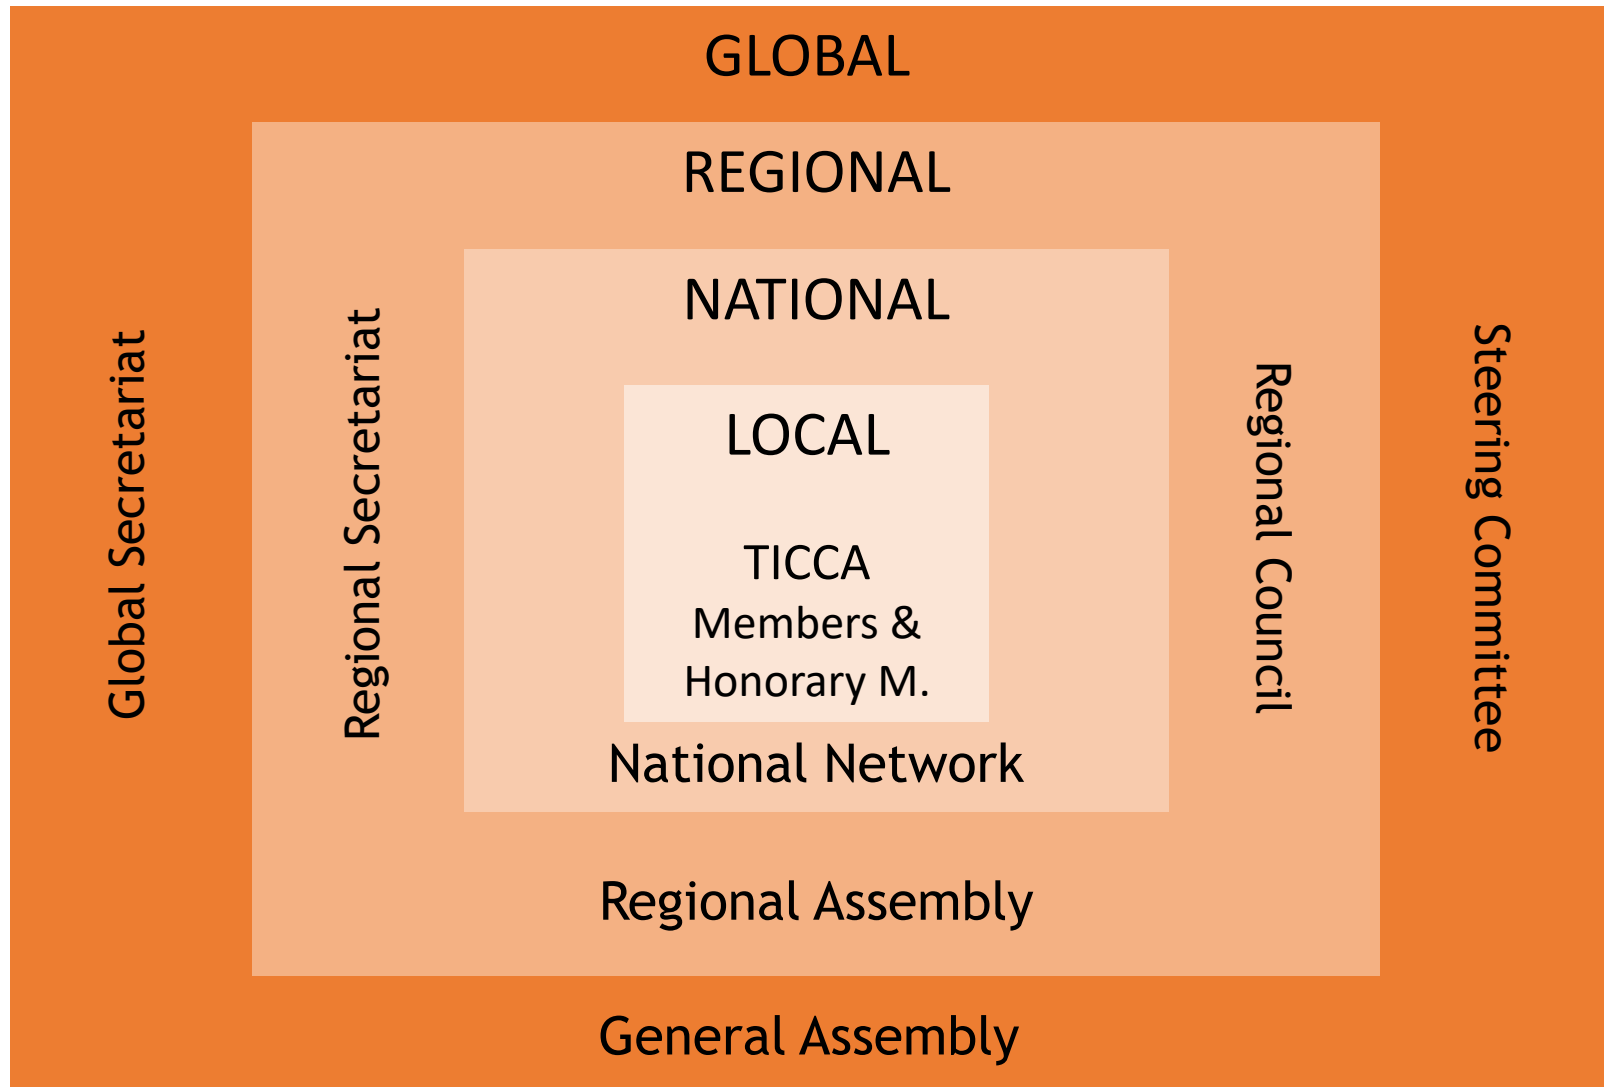 GLOBAL
REGIONAL
NATIONAL
LOCAL
TICCA
Members &
Honorary M.
National Network
Regional Assembly
General Assembly
Global Secretariat
Regional Secretariat
Regional Council
Steering Committee